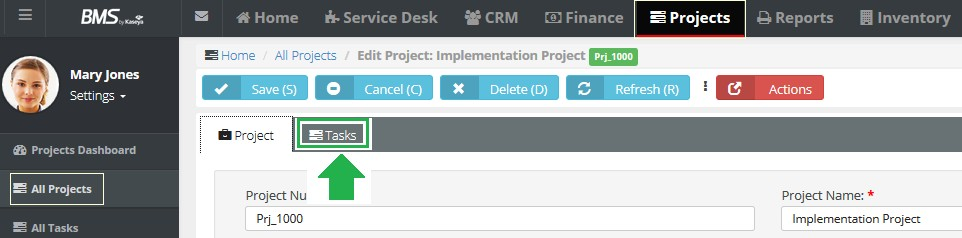 BMS by Kaseya
Home Service Desk CRM Finance Projects Reports Inventory
Mary Jones
Settings
Home / All Projects / Edit Project: Implementation Project Prj_1000
Save (S) Cancel (C) Delete (D) Refresh (R) Actions
Project Tasks
Projects Dashboard
All Projects
All Tasks
Project Nu
Project Name: *
Prj_1000
Implementation Project